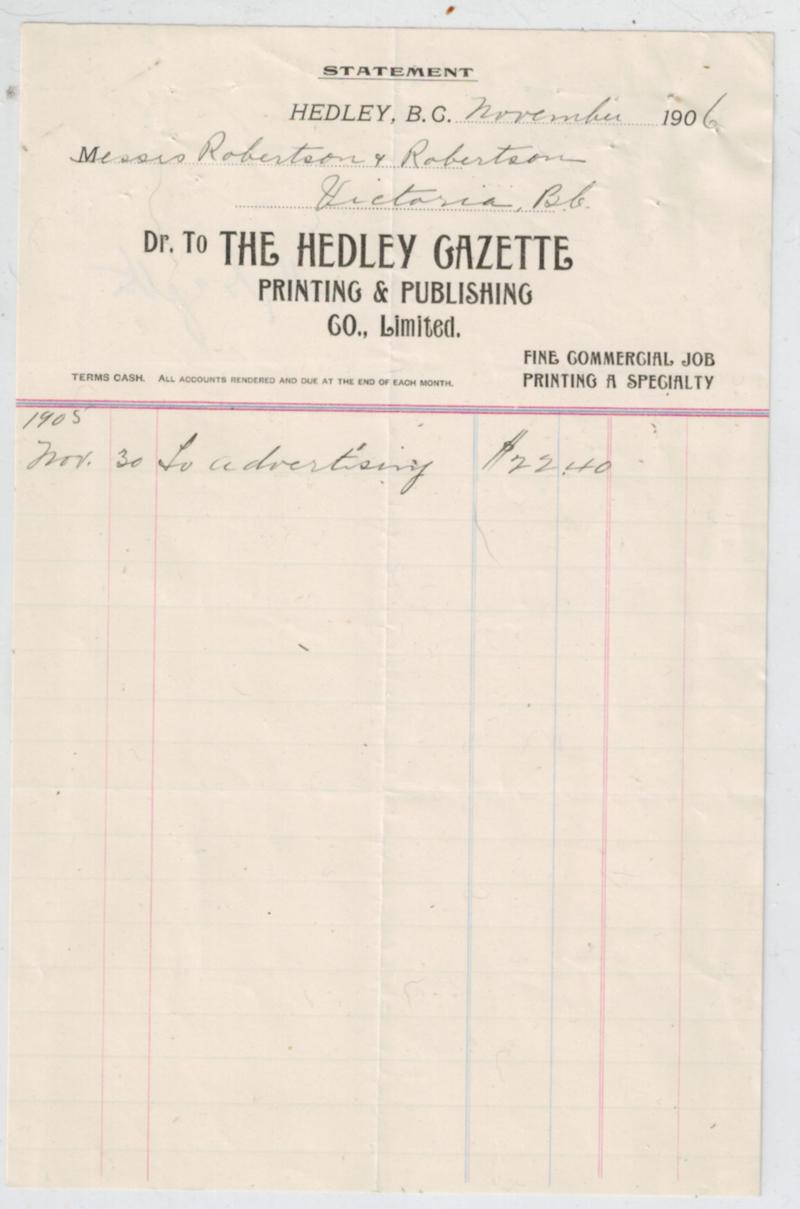 STATEMENT
HEDLEY, B.C. November 1906
Messrs Robertson & Robertson
Victoria, B.C.
Dr. To THE HEDLEY GAZETTE
PRINTING & PUBLISHING
CO., Limited.
FINE COMMERCIAL JOB
TERMS CASH. ALL ACCOUNTS RENDERED AND DUE AT THE END OF EACH MONTH.
PRINTING A SPECIALTY
1905
Nov. 30 To advertising $22.40